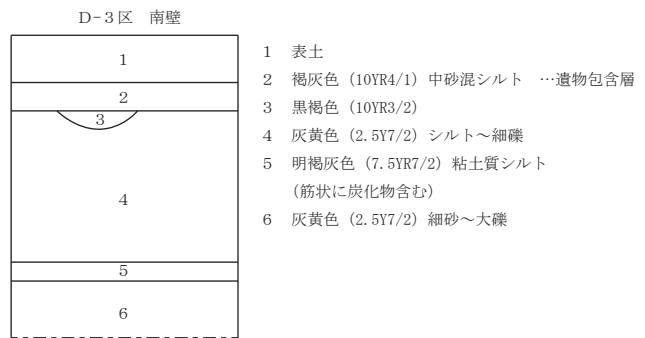 D-3区　南壁
1
2
3
4
5
6
1　表土
2　褐灰色（10YR4/1）中砂混シルト　…遺物包含層
3　黒褐色（10YR3/2）
4　灰黄色（2.5Y7/2）シルト～細礫
5　明褐灰色（7.5YR7/2）粘土質シルト
（筋状に炭化物含む）
6　灰黄色（2.5Y7/2）細砂～大礫